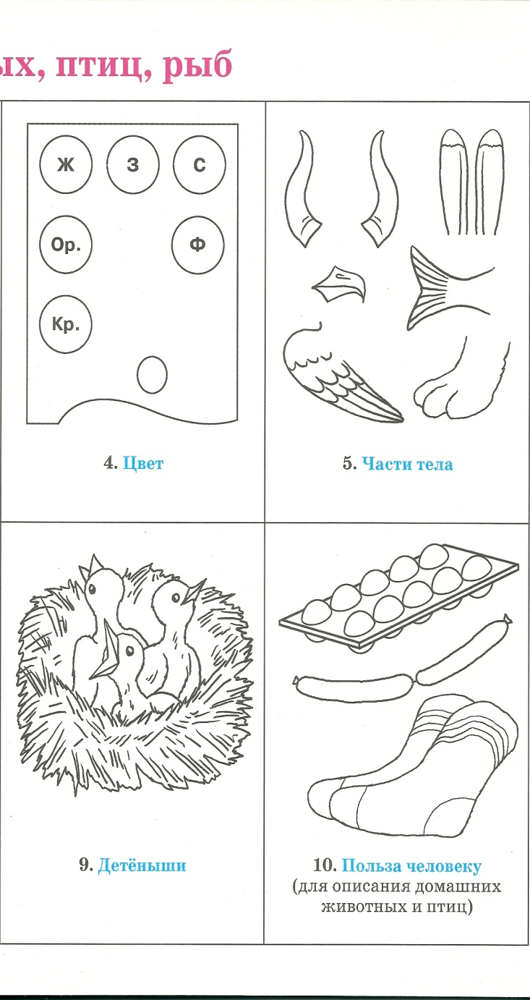 ых, птиц, рыб
Ж З С
Ор. Ф
Кр.
4. Цвет
5. Части тела
9. Детёныши
10. Польза человеку
(для описания домашних
животных и птиц)